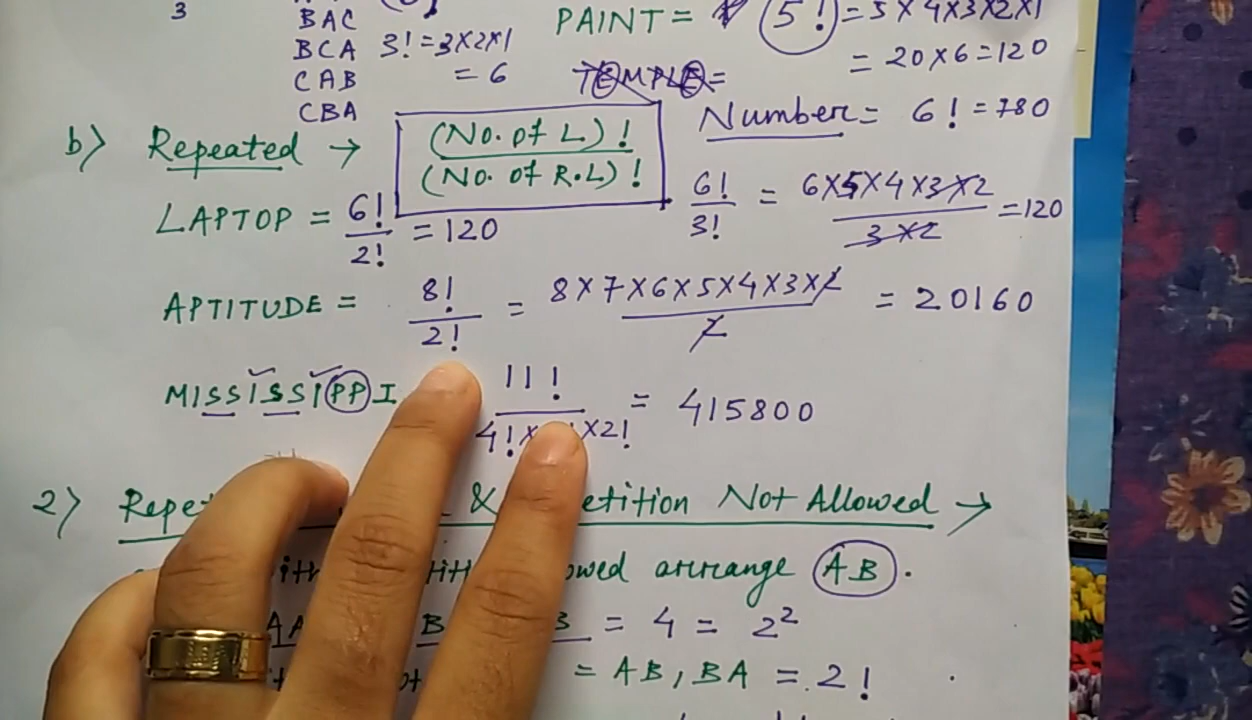 3
BAC
BCA 3! = 3×2×1
CAB = 6
CBA
PAINT = 5! = 5×4×3×2×1
= 20×6=120
TEMPLE =
Number = 6! = 780
b) Repeated → (No. of L)!
(No. of R.L)!
LAPTOP = 6!
2! = 120
6!
3! = 6×5×4×3×2
3×2 = 120
APTITUDE = 8!
2! = 8×7×6×5×4×3×2
2 = 20160
MISSISSIPPI 11!
4!× ×2! = 415800
2) & Not Allowed →
arrange AB.
= 4 = 2²
= AB, BA = 2!